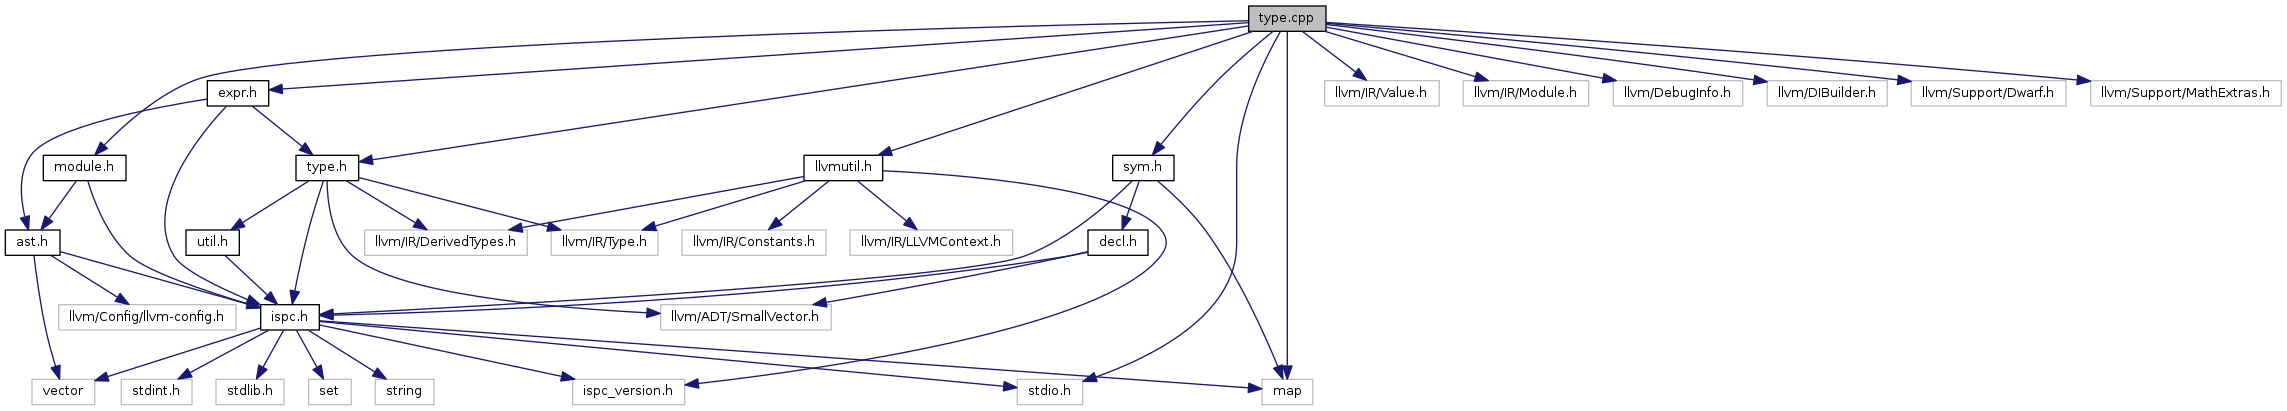 type.cpp
expr.h
llvm/IR/Value.h
llvm/IR/Module.h
llvm/DebugInfo.h
llvm/DIBuilder.h
llvm/Support/Dwarf.h
llvm/Support/MathExtras.h
module.h
type.h
llvmutil.h
sym.h
ast.h
util.h
llvm/IR/DerivedTypes.h
llvm/IR/Type.h
llvm/IR/Constants.h
llvm/IR/LLVMContext.h
decl.h
llvm/Config/llvm-config.h
ispc.h
llvm/ADT/SmallVector.h
vector
stdint.h
stdlib.h
set
string
ispc_version.h
stdio.h
map